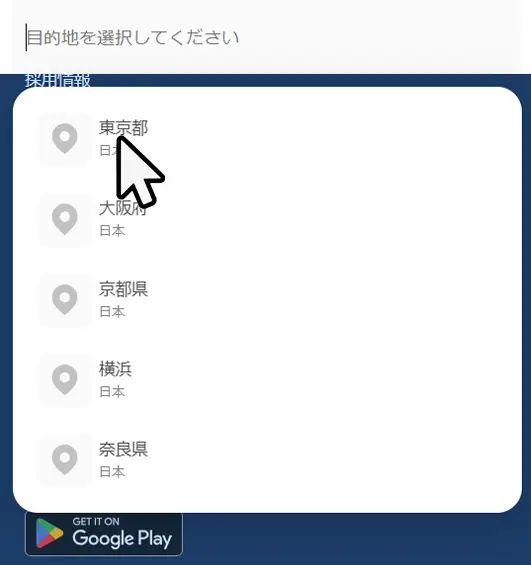 目的地を選択してください
採用情報
東京都
大阪府
日本
京都県
日本
横浜
日本
奈良県
日本
GET IT ON
Google Play